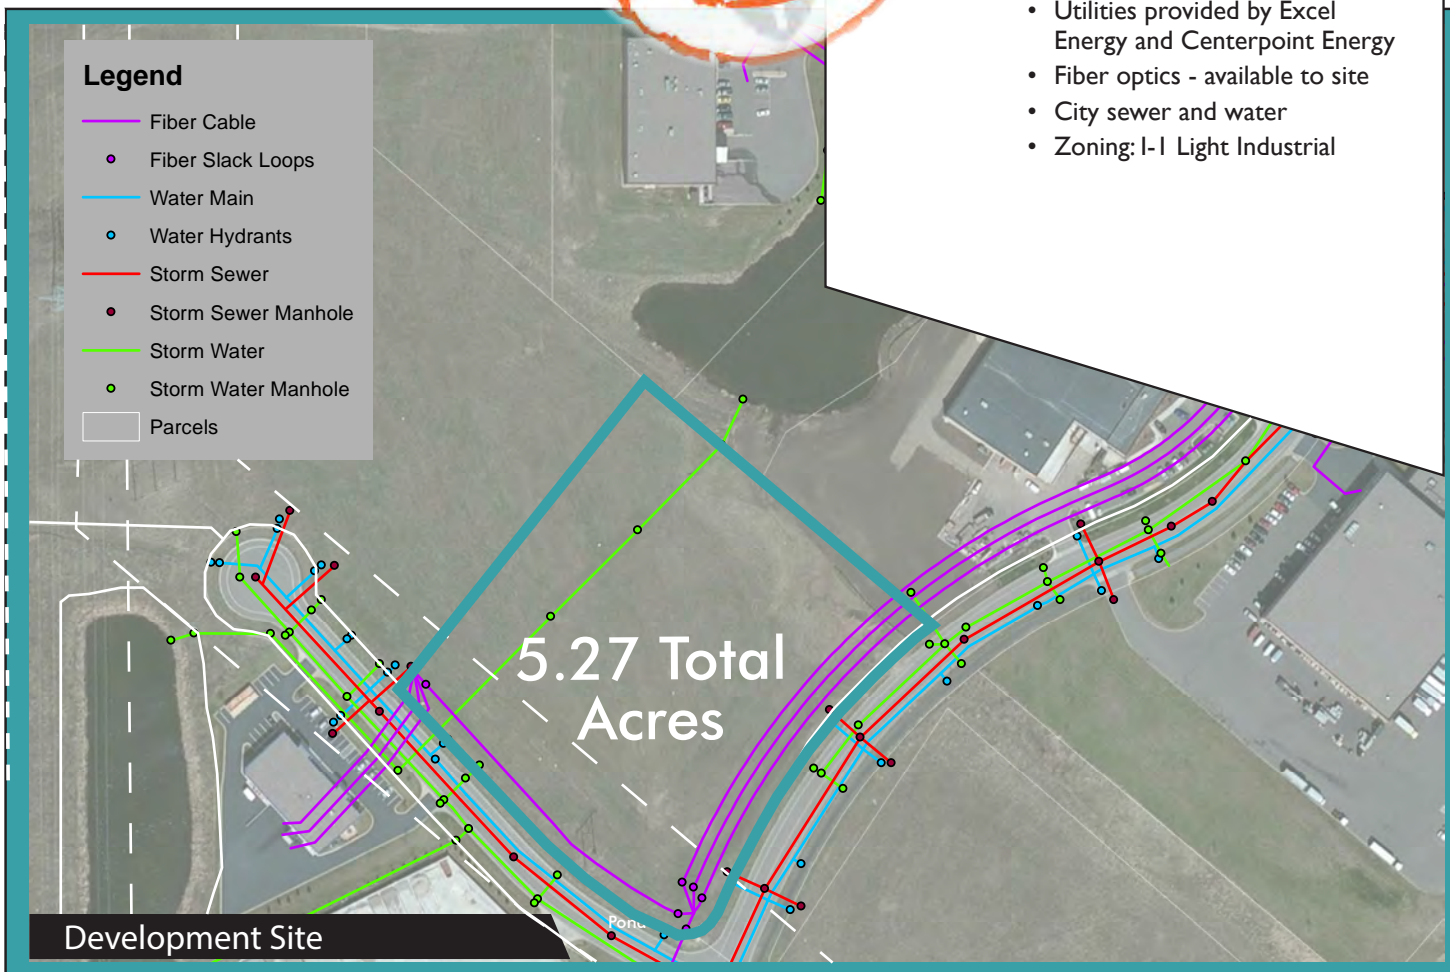 • Utilities provided by Excel
Energy and Centerpoint Energy
• Fiber optics - available to site
• City sewer and water
• Zoning: I-1 Light Industrial
Legend
Fiber Cable
Fiber Slack Loops
Water Main
Water Hydrants
Storm Sewer
Storm Sewer Manhole
Storm Water
Storm Water Manhole
Parcels
5.27 Total
Acres
Development Site